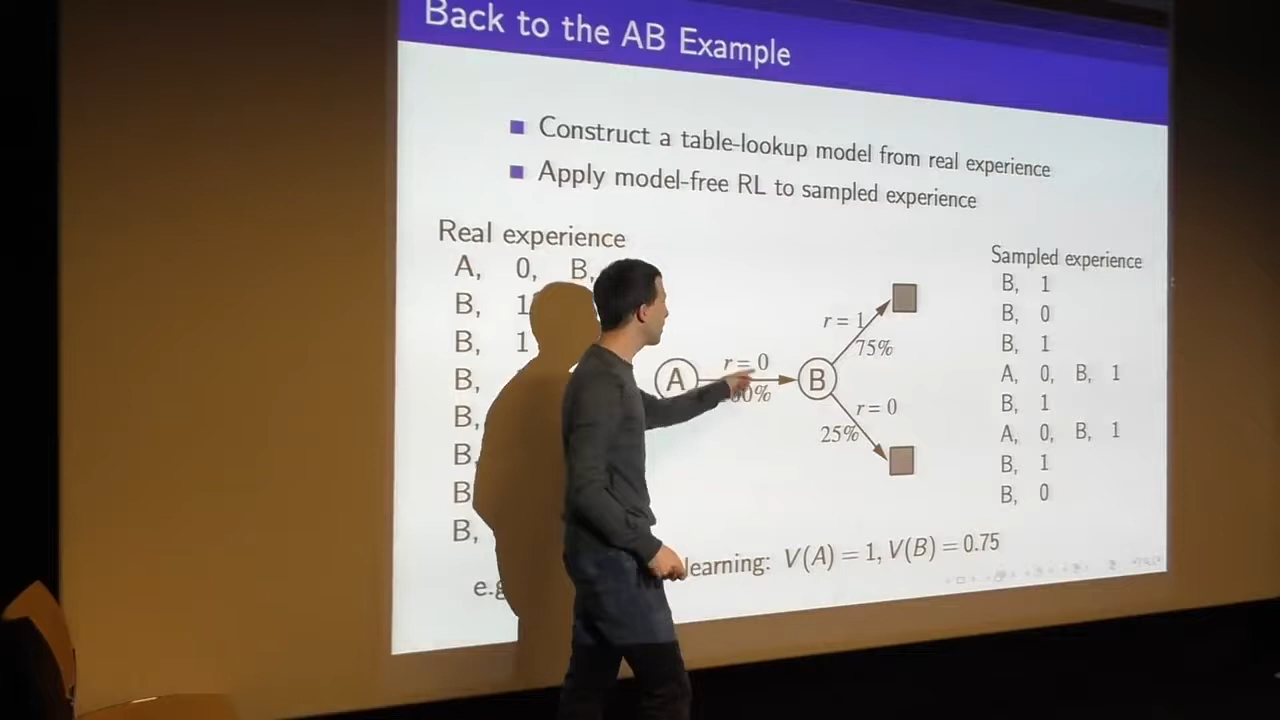 Back to the AB Example
Construct a table-lookup model from real experience
Apply model-free RL to sampled experience
Real experience
A, 0, B,
B, 1
B, 1
B,
B,
B,
B
B,
A
r = 0
B
r = 1
75%
r = 0
25%
Sampled experience
B, 1
B, 0
B, 1
A, 0, B, 1
B, 1
A, 0, B, 1
B, 1
B, 0
e.g
learning: V(A) = 1, V(B) = 0.75